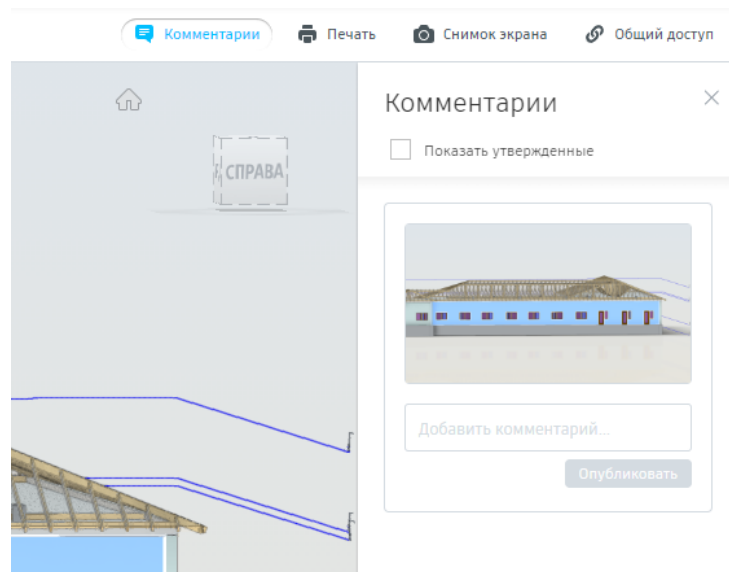 Комментарии Печать Снимок экрана Общий доступ
Комментарии
Показать утвержденные
СПРАВА
Добавить комментарий...
Опубликовать